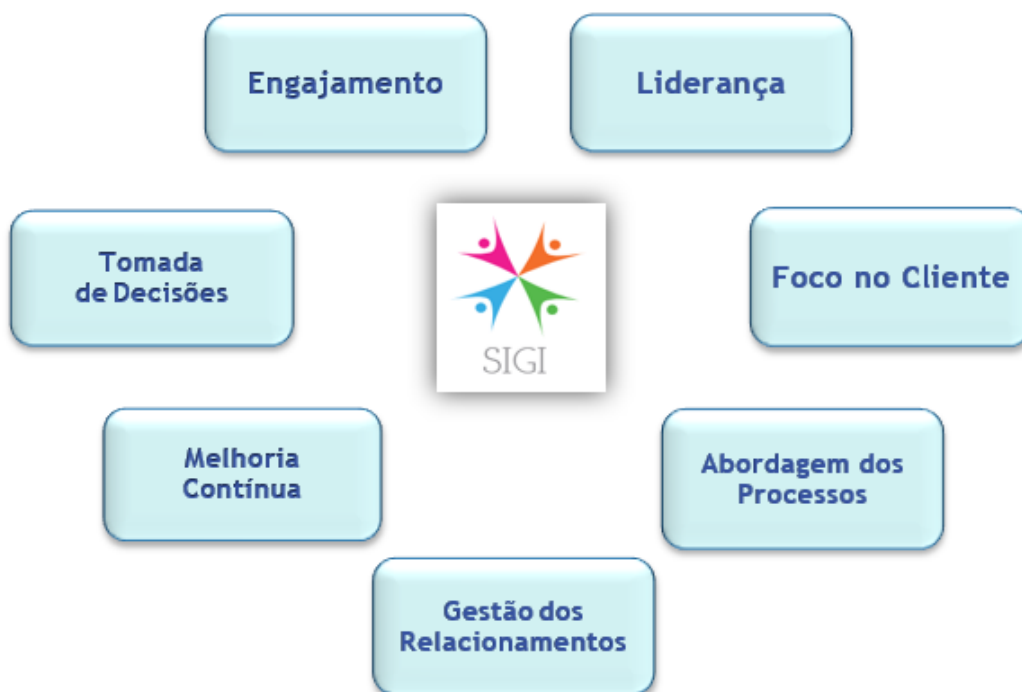 Engajamento
Liderança
Tomada
de Decisões
Foco no Cliente
SIGI
Melhoria
Contínua
Abordagem dos
Processos
Gestão dos
Relacionamentos